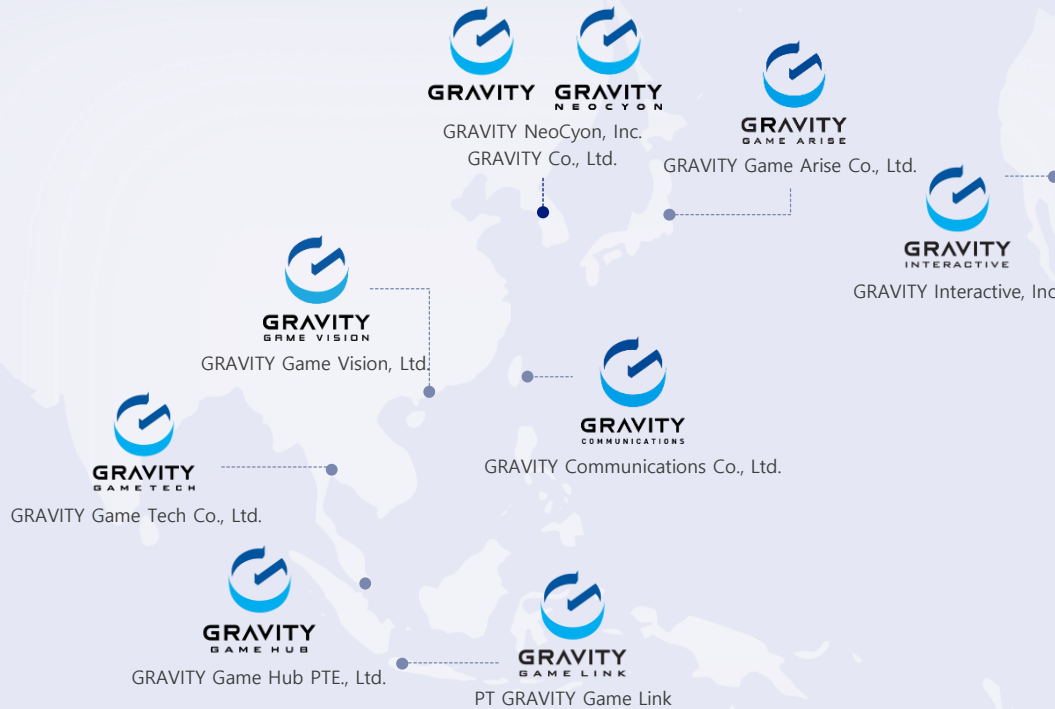 GRAVITY
GRAVITY
NEOCYON
GRAVITY NeoCyon, Inc.
GRAVITY Co., Ltd.
GRAVITY
GAME ARISE
GRAVITY Game Arise Co., Ltd.
GRAVITY
INTERACTIVE
GRAVITY Interactive, Inc
GRAVITY
GAME VISION
GRAVITY Game Vision, Ltd.
GRAVITY
COMMUNICATIONS
GRAVITY Communications Co., Ltd.
GRAVITY
GAME TECH
GRAVITY Game Tech Co., Ltd.
GRAVITY
GAME HUB
GRAVITY Game Hub PTE., Ltd.
GRAVITY
GAME LINK
PT GRAVITY Game Link